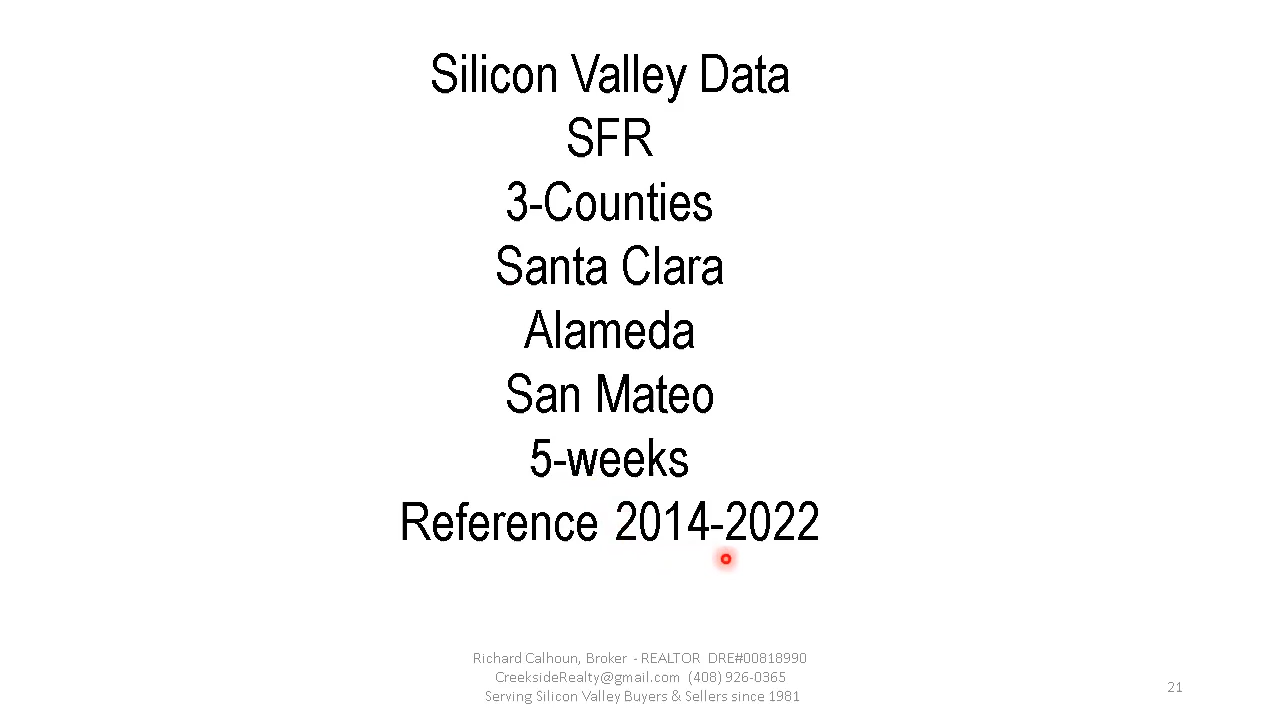 Silicon Valley Data
SFR
3-Counties
Santa Clara
Alameda
San Mateo
5-weeks
Reference 2014-2022
Richard Calhoun, Broker - REALTOR DRE#00818990
CreeksideRealty@gmail.com (408) 926-0365
Serving Silicon Valley Buyers & Sellers since 1981
21